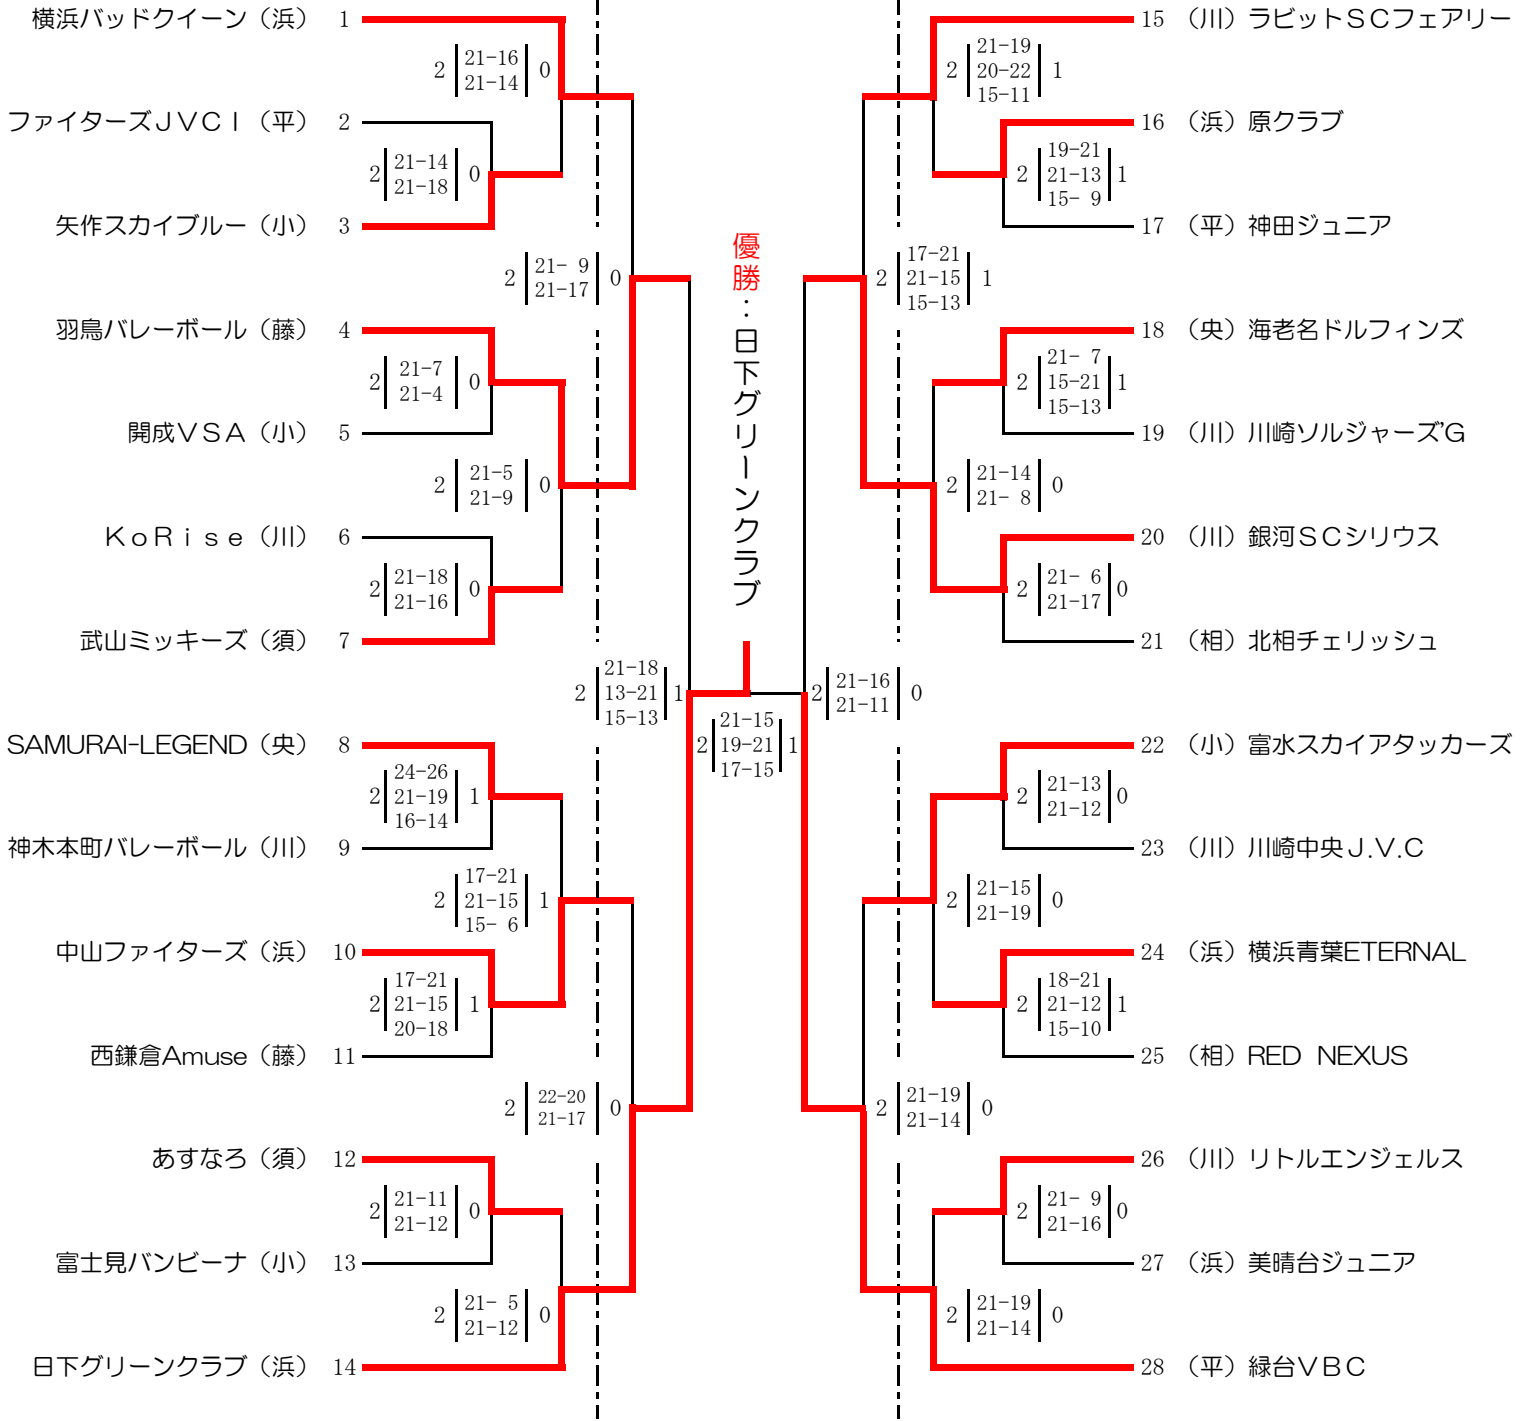 横浜バッドクイーン（浜） 1
2 21-16 0
21-14
ファイターズＪＶＣＩ（平） 2
2 21-14 0
21-18
矢作スカイブルー（小） 3
2 21- 9 0
21-17
羽鳥バレーボール（藤） 4
2 21-7 0
21-4
開成ＶＳＡ（小） 5
2 21-5 0
21-9
ＫｏＲｉｓｅ（川） 6
2 21-18 0
21-16
武山ミッキーズ（須） 7
2 21-18 1
13-21
15-13
SAMURAI-LEGEND（央） 8
2 24-26 1
21-19
16-14
神木本町バレーボール（川） 9
2 17-21 1
21-15
15- 6
中山ファイターズ（浜） 10
2 17-21 1
21-15
20-18
西鎌倉Amuse（藤） 11
2 22-20 0
21-17
あすなろ（須） 12
2 21-11 0
21-12
富士見バンビーナ（小） 13
2 21- 5 0
21-12
日下グリーンクラブ（浜） 14
優勝：日下グリーンクラブ
2 21-15 1
19-21
17-15
15 （川）ラビットＳＣフェアリー
2 21-19 1
20-22
15-11
16 （浜）原クラブ
2 19-21 1
21-13
15- 9
17 （平）神田ジュニア
2 17-21 1
21-15
15-13
18 （央）海老名ドルフィンズ
2 21- 7 1
15-21
15-13
19 （川）川崎ソルジャーズ'G
2 21-14 0
21- 8
20 （川）銀河ＳＣシリウス
2 21- 6 0
21-17
21 （相）北相チェリッシュ
2 21-16 0
21-11
22 （小）富水スカイアタッカーズ
2 21-13 0
21-12
23 （川）川崎中央Ｊ.Ｖ.Ｃ
2 21-15 0
21-19
24 （浜）横浜青葉ETERNAL
2 18-21 1
21-12
15-10
25 （相）RED NEXUS
2 21-19 0
21-14
26 （川）リトルエンジェルス
2 21- 9 0
21-16
27 （浜）美晴台ジュニア
2 21-19 0
21-14
28 （平）緑台ＶＢＣ